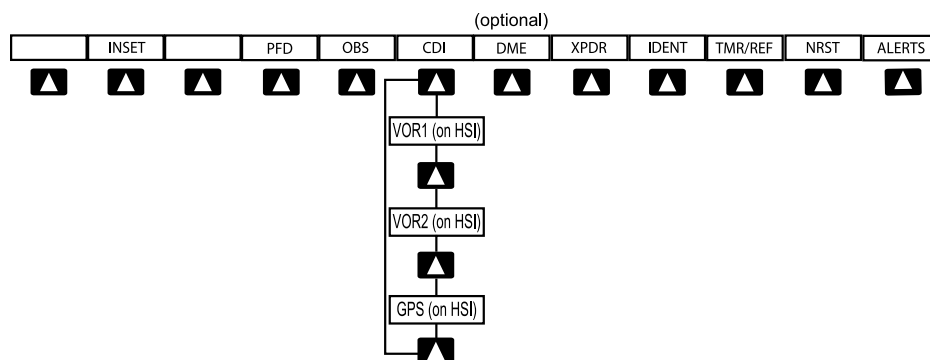 (optional)
INSET PFD OBS CDI DME XPDR IDENT TMR/REF NRST ALERTS
VOR1 (on HSI)
VOR2 (on HSI)
GPS (on HSI)